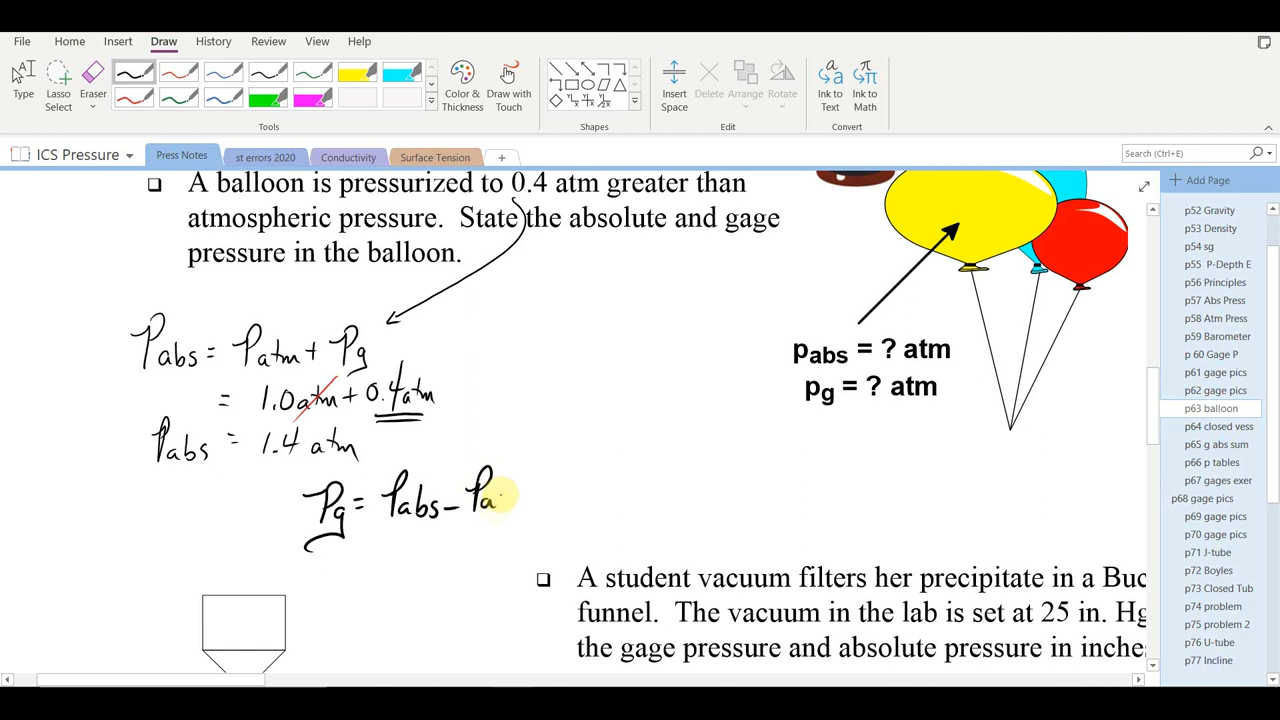 File Home Insert Draw History Review View Help
Type Lasso Select Eraser Color & Thickness Draw with Touch Insert Space Delete Arrange Rotate Ink to Text Ink to Math
Tools Shapes Edit Convert
ICS Pressure Press Notes st errors 2020 Conductivity Surface Tension + Search (Ctrl+E)
A balloon is pressurized to 0.4 atm greater than
atmospheric pressure. State the absolute and gage
pressure in the balloon.
Pabs = Patm + Pg
= 1.0atm + 0.4atm
Pabs = 1.4 atm
Pg = Pabs - Pa
pabs = ? atm
pg = ? atm
A student vacuum filters her precipitate in a Buc
funnel. The vacuum in the lab is set at 25 in. Hg
the gage pressure and absolute pressure in inche
Add Page
p52 Gravity
p53 Density
p54 sg
p55 P-Depth E
p56 Principles
p57 Abs Press
p58 Atm Press
p59 Barometer
p 60 Gage P
p61 gage pics
p62 gage pics
p63 balloon
p64 closed vess
p65 g abs sum
p66 p tables
p67 gages exer
p68 gage pics
p69 gage pics
p70 gage pics
p71 J-tube
p72 Boyles
p73 Closed Tub
p74 problem
p75 problem 2
p76 U-tube
p77 Incline